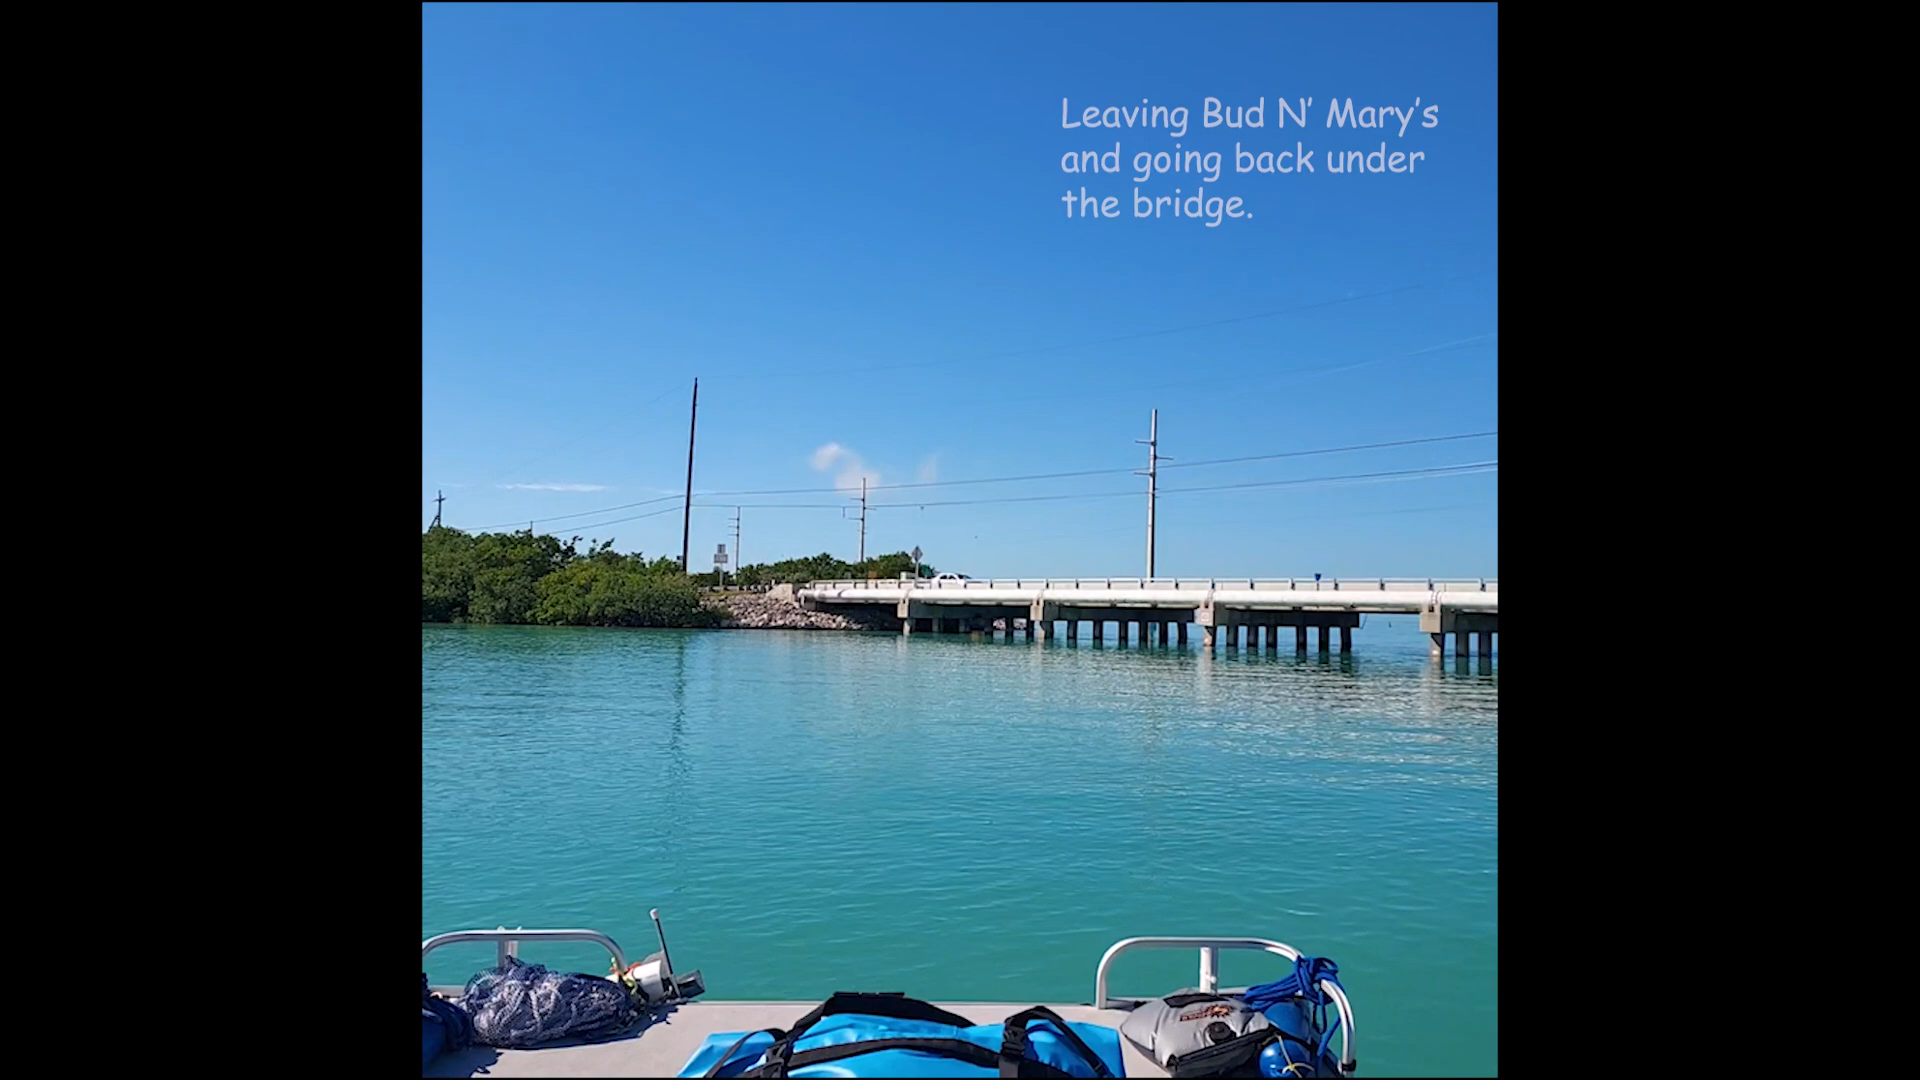 Leaving Bud N' Mary's
and going back under
the bridge.